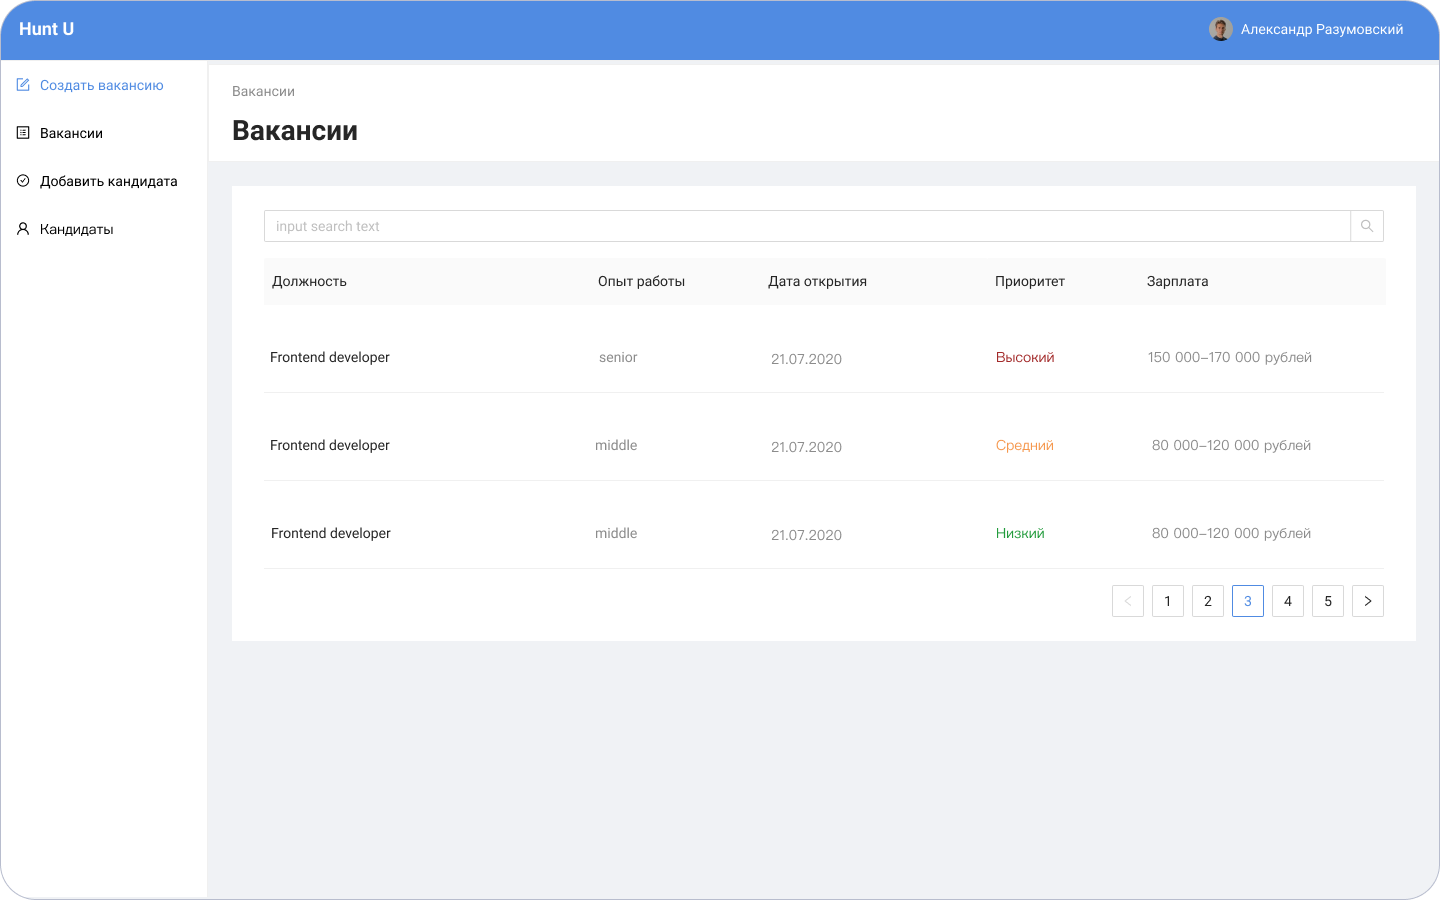 Hunt U
Александр Разумовский
Создать вакансию
Вакансии
Добавить кандидата
Кандидаты
Вакансии
Вакансии
input search text
Должность Опыт работы Дата открытия Приоритет Зарплата
Frontend developer senior 21.07.2020 Высокий 150 000–170 000 рублей
Frontend developer middle 21.07.2020 Средний 80 000–120 000 рублей
Frontend developer middle 21.07.2020 Низкий 80 000–120 000 рублей
< 1 2 3 4 5 >